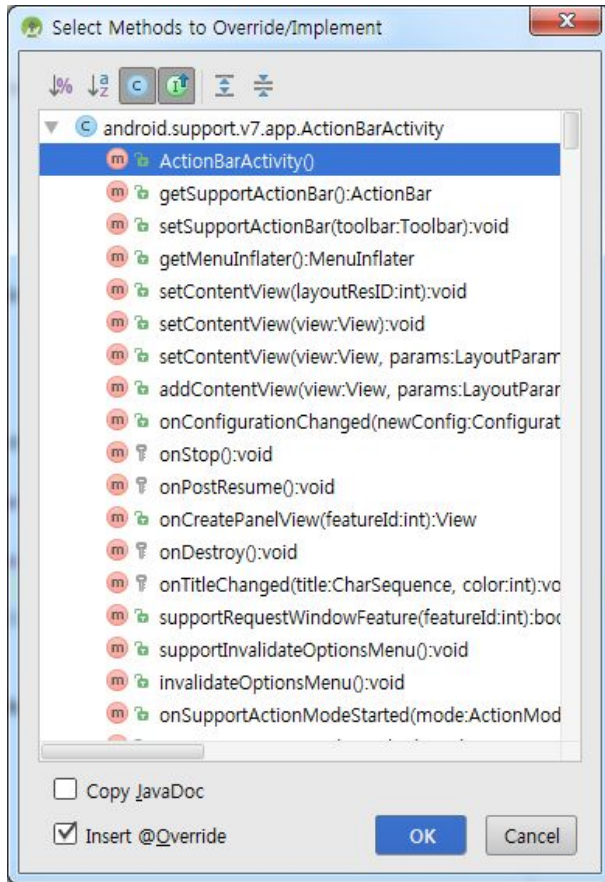 Select Methods to Override/Implement
android.support.v7.app.ActionBarActivity
ActionBarActivity()
getSupportActionBar():ActionBar
setSupportActionBar(toolbar:Toolbar):void
getMenuInflater():MenuInflater
setContentView(layoutResID:int):void
setContentView(view:View):void
setContentView(view:View, params:LayoutParam
addContentView(view:View, params:LayoutParar
onConfigurationChanged(newConfig:Configurat
onStop():void
onPostResume():void
onCreatePanelView(featureId:int):View
onDestroy():void
onTitleChanged(title:CharSequence, color:int):vo
supportRequestWindowFeature(featureId:int):boo
supportInvalidateOptionsMenu():void
invalidateOptionsMenu():void
onSupportActionModeStarted(mode:ActionMod
Copy JavaDoc
Insert @Override
OK Cancel